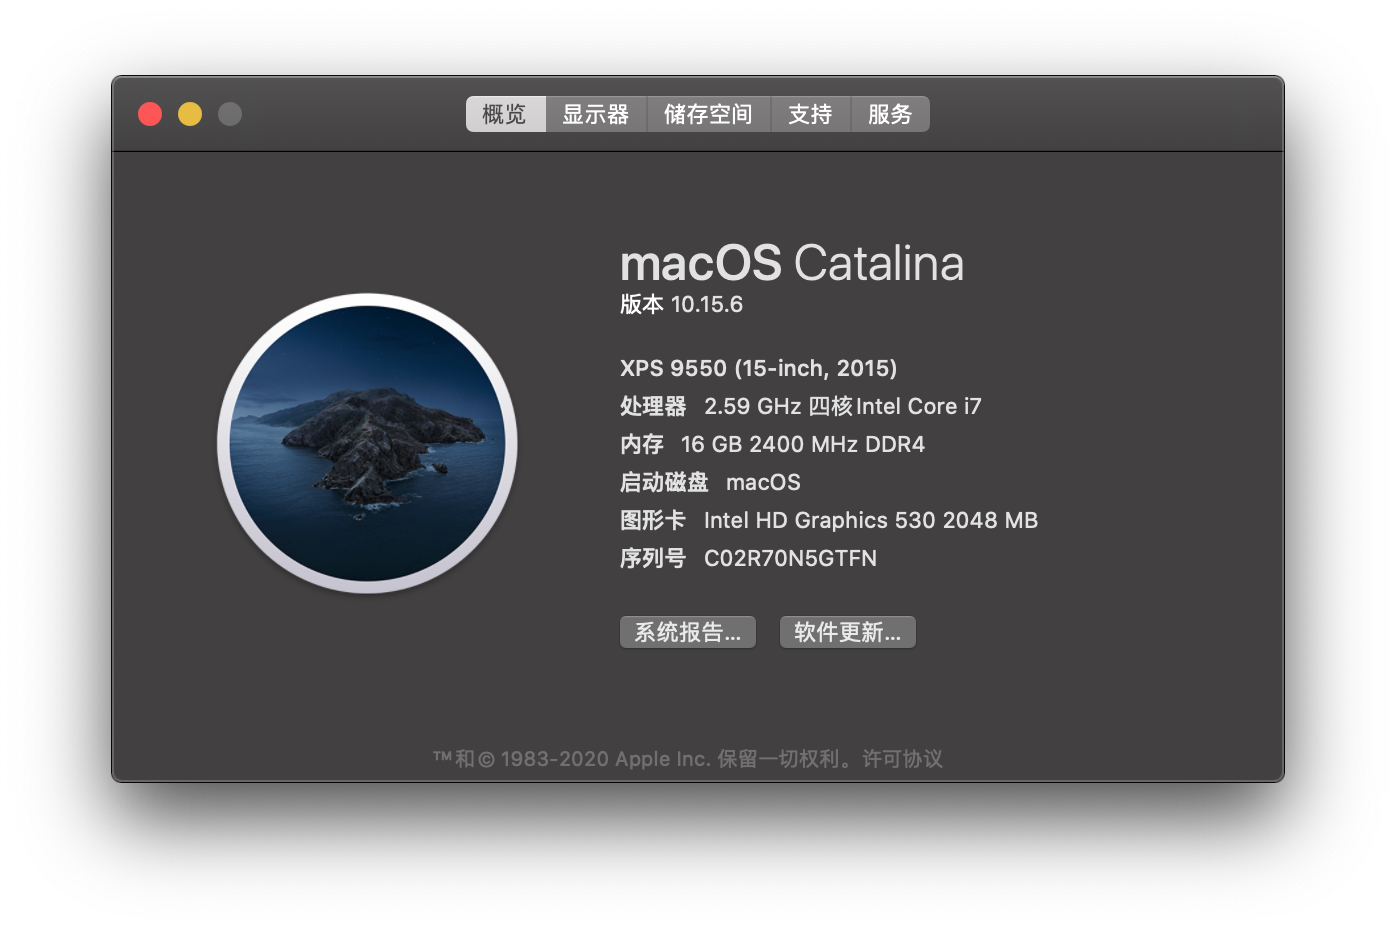 概览 显示器 储存空间 支持 服务
macOS Catalina
版本 10.15.6
XPS 9550 (15-inch, 2015)
处理器 2.59 GHz 四核Intel Core i7
内存 16 GB 2400 MHz DDR4
启动磁盘 macOS
图形卡 Intel HD Graphics 530 2048 MB
序列号 C02R70N5GTFN
系统报告... 软件更新...
™和© 1983-2020 Apple Inc. 保留一切权利。许可协议